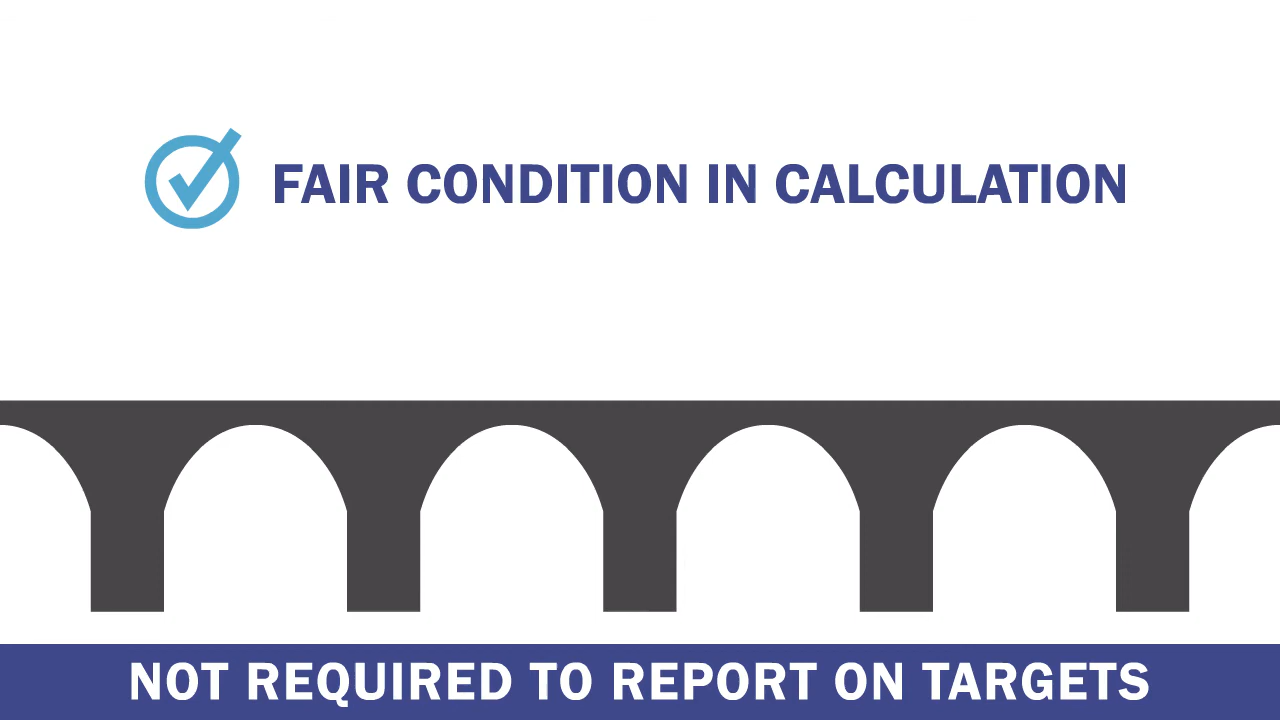 FAIR CONDITION IN CALCULATION
NOT REQUIRED TO REPORT ON TARGETS